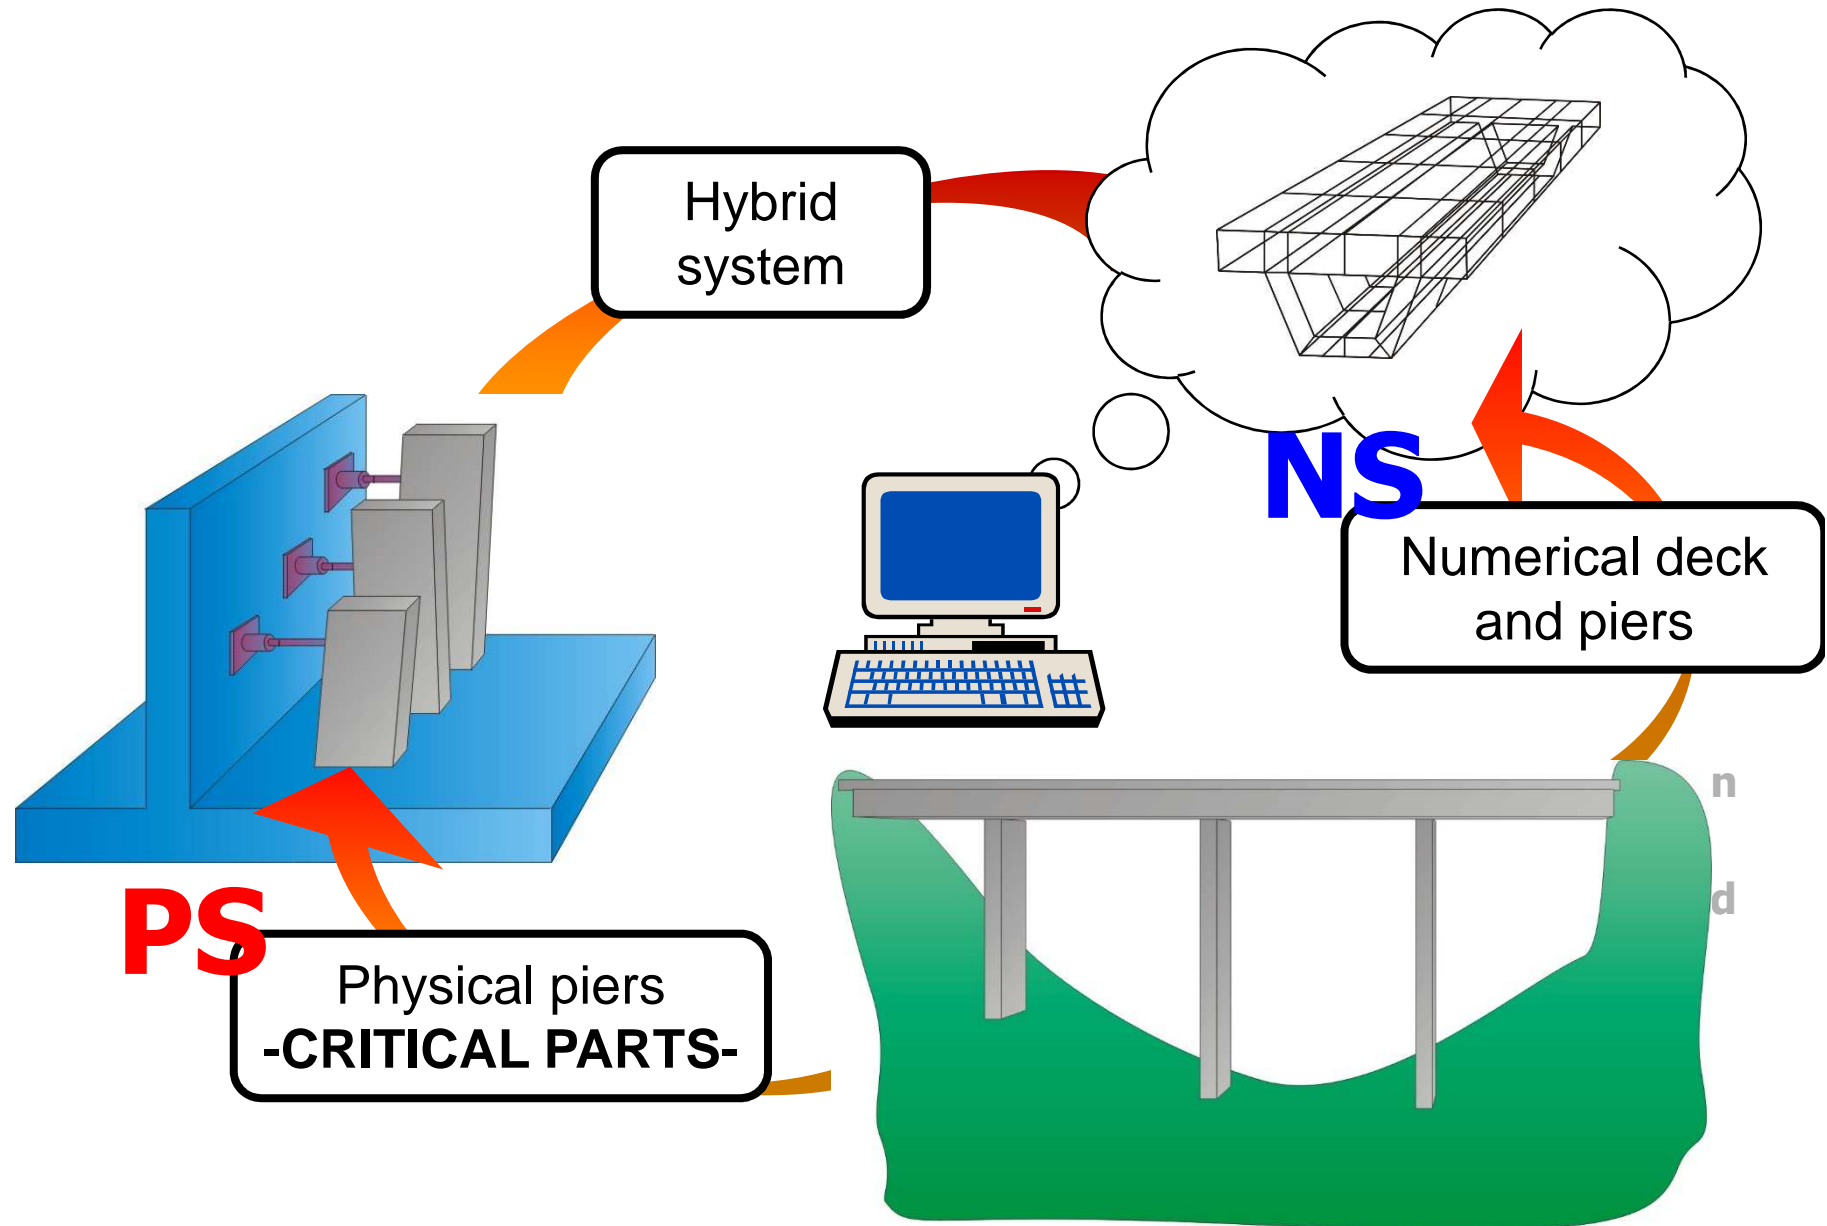 Hybrid
system
NS
Numerical deck
and piers
n
d
PS
Physical piers
-CRITICAL PARTS-